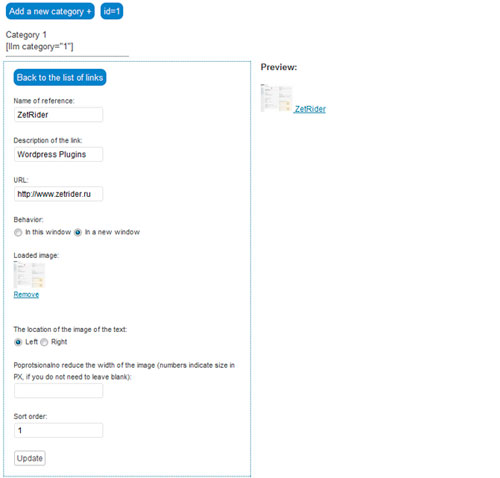 Add a new category +
id=1
Category 1
[llm category="1"]
Back to the list of links
Name of reference:
ZetRider
Description of the link:
Wordpress Plugins
URL:
http://www.zetrider.ru
Behavior:
In this window In a new window
Loaded image:
Remove
The location of the image of the text:
Left Right
Poprotsionalno reduce the width of the image (numbers indicate size in
PX, if you do not need to leave blank):
Sort order:
1
Update
Preview:
ZetRider